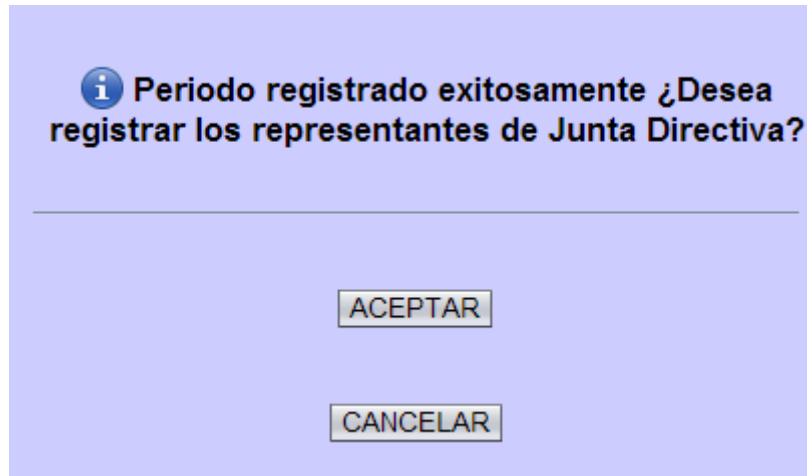 Periodo registrado exitosamente ¿Desea
registrar los representantes de Junta Directiva?
ACEPTAR
CANCELAR